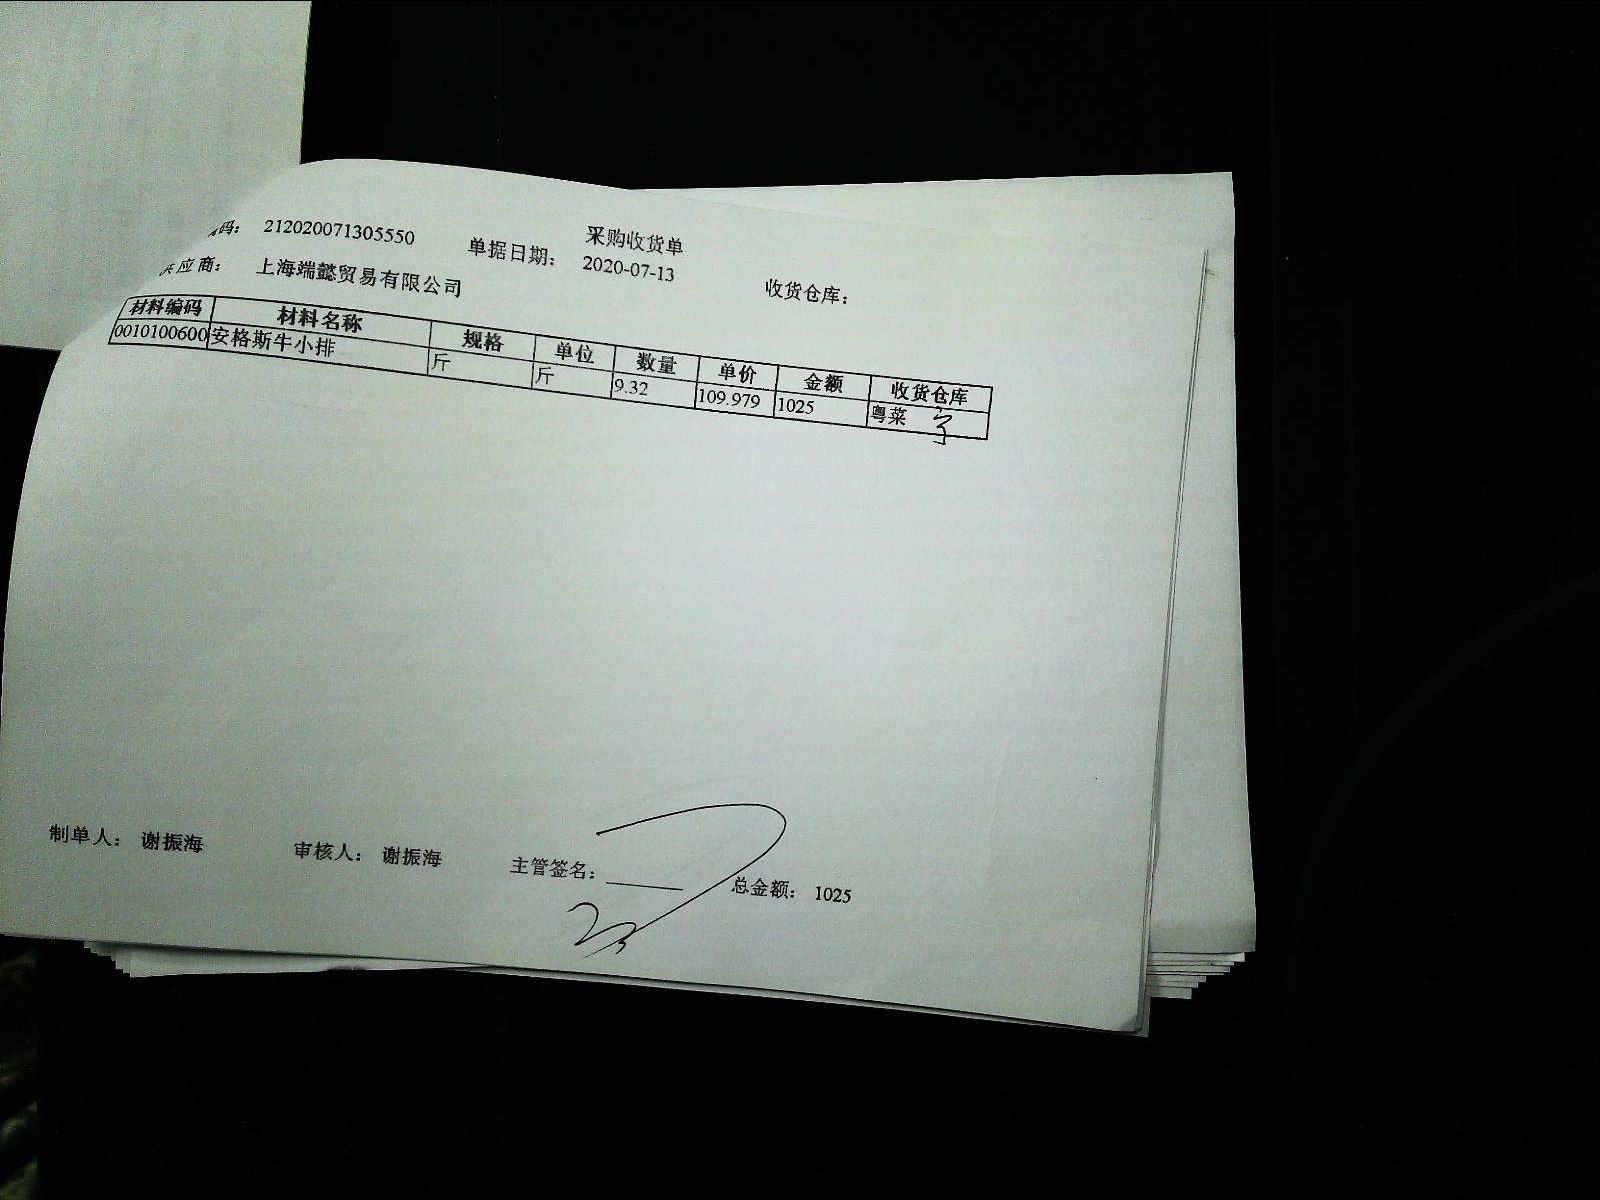 采购收货单
码： 212020071305550 单据日期： 2020-07-13 收货仓库：
供应商： 上海端懿贸易有限公司
材料编码 材料名称 规格 单位 数量 单价 金额 收货仓库
0010100600 安格斯牛小排 斤 斤 9.32 109.979 1025 粤菜
制单人： 谢振海 审核人： 谢振海 主管签名： 总金额： 1025